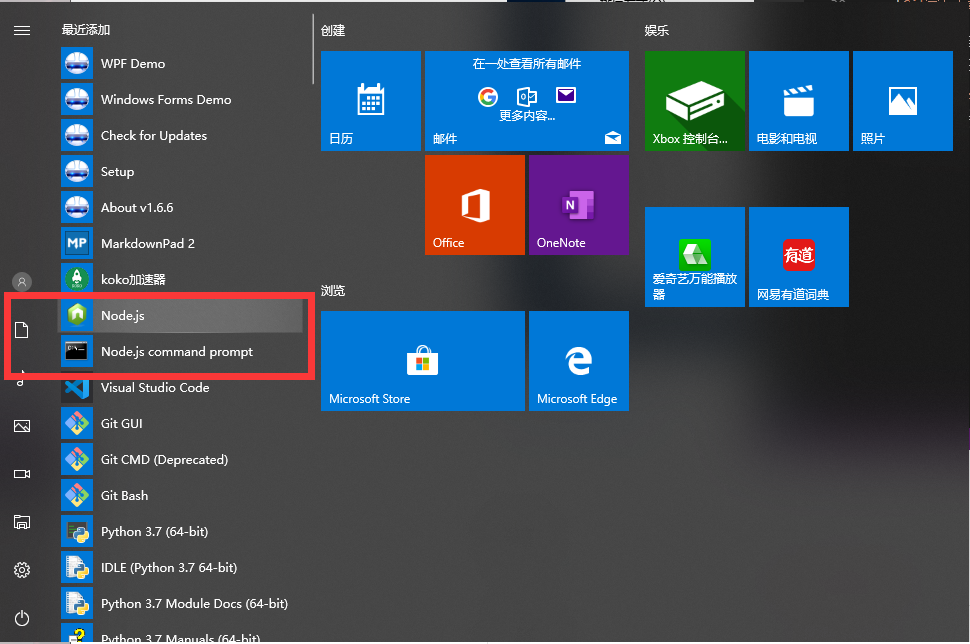 最近添加
WPF Demo
Windows Forms Demo
Check for Updates
Setup
About v1.6.6
MP
MarkdownPad 2
koko加速器
Node.js
Node.js command prompt
Visual Studio Code
Git GUI
Git CMD (Deprecated)
Git Bash
Python 3.7 (64-bit)
IDLE (Python 3.7 64-bit)
Python 3.7 Module Docs (64-bit)
Python 3.7 Manuals (64-bit)
创建
日历
在一处查看所有邮件
更多内容...
邮件
Office
OneNote
浏览
Microsoft Store
Microsoft Edge
娱乐
Xbox 控制台...
电影和电视
照片
爱奇艺万能播放
器
有道
网易有道词典